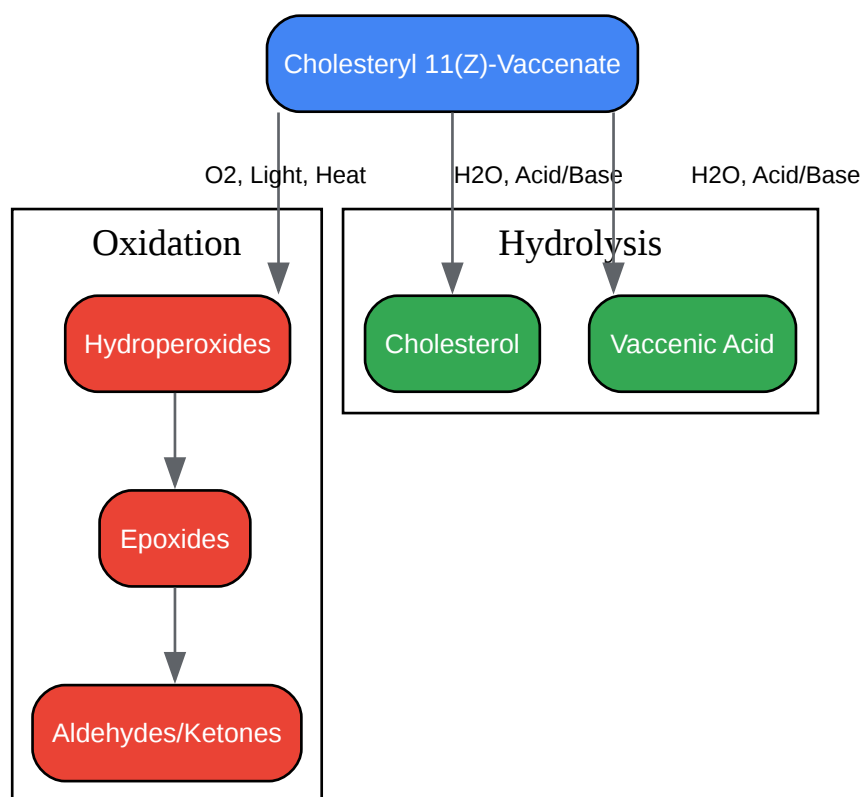 Cholesteryl 11(Z)-Vaccenate
O2, Light, Heat
H2O, Acid/Base
H2O, Acid/Base
Oxidation
Hydrolysis
Hydroperoxides
Cholesterol
Vaccenic Acid
Epoxides
Aldehydes/Ketones